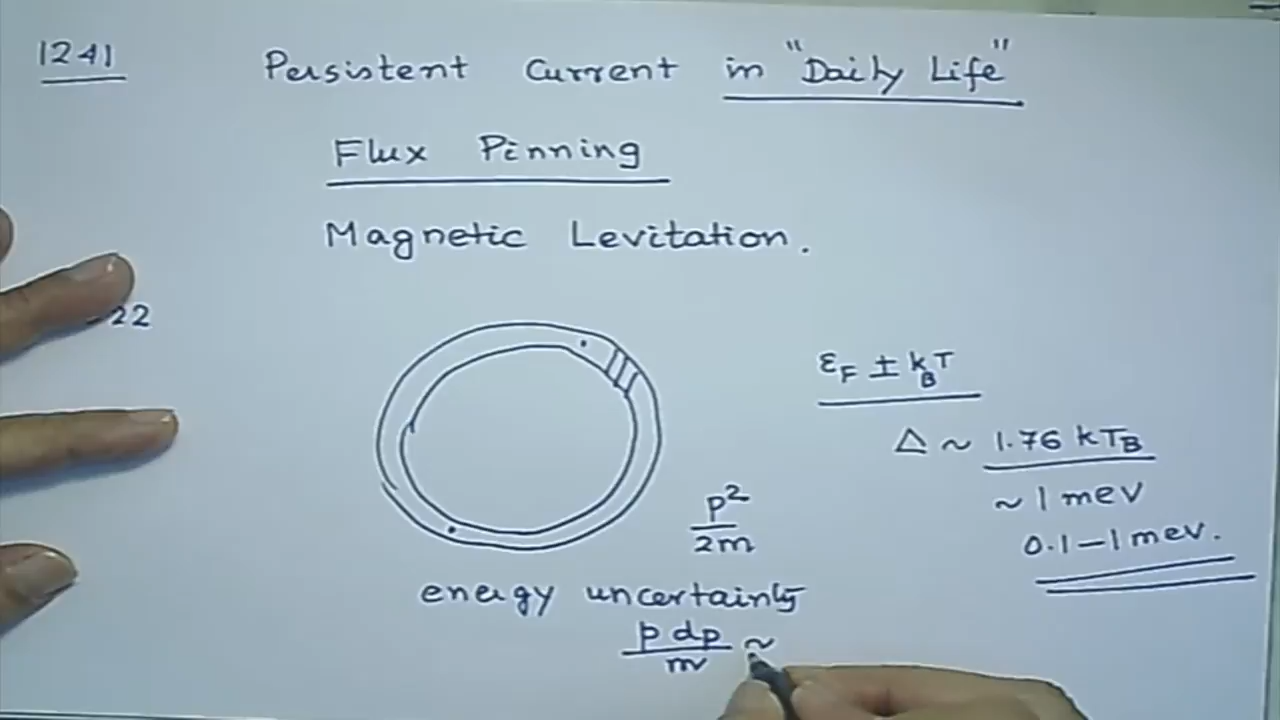 1241
Persistent Current in "Daily Life"
Flux Pinning
Magnetic Levitation.
-22
εF ± kBT
Δ ~ 1.76 kTB
~ 1 mev
0.1 – 1 mev.
p²/2m
energy uncertainty
p dp/m ~